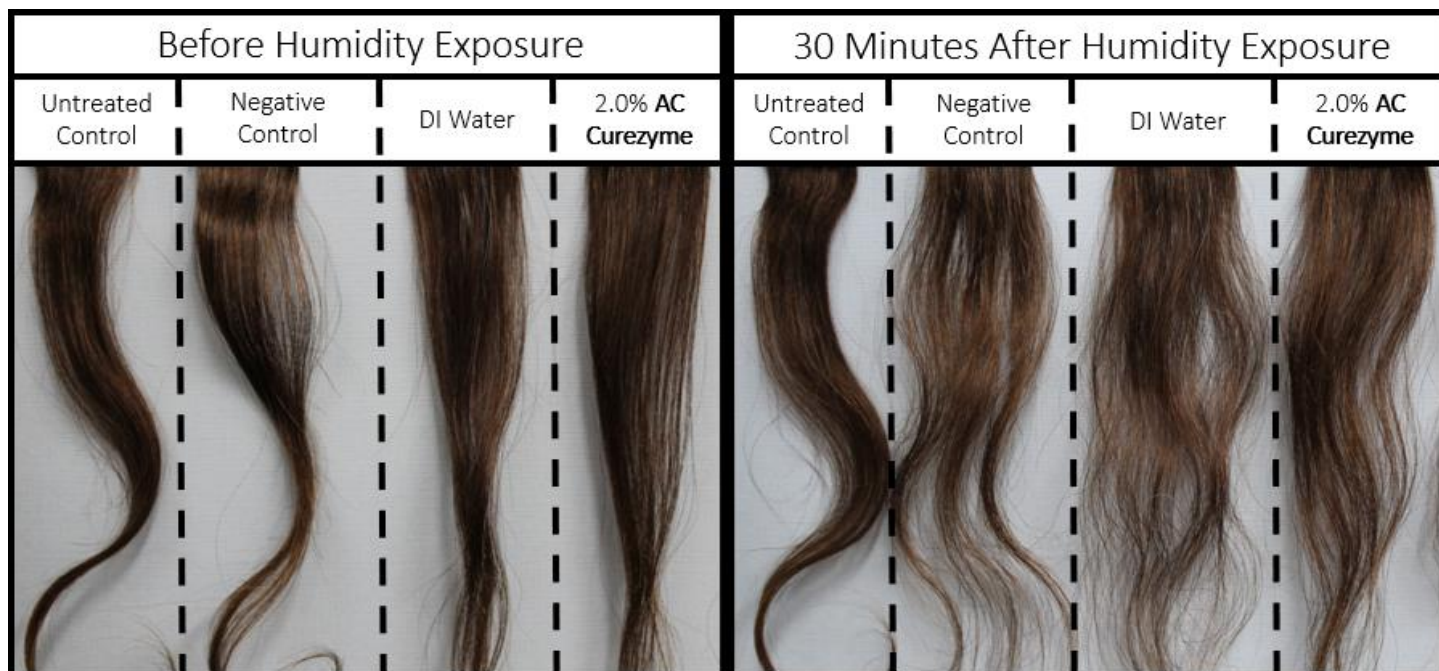 Before Humidity Exposure
Untreated
Control
Negative
Control
DI Water
2.0% AC
Curezyme
30 Minutes After Humidity Exposure
Untreated
Control
Negative
Control
DI Water
2.0% AC
Curezyme